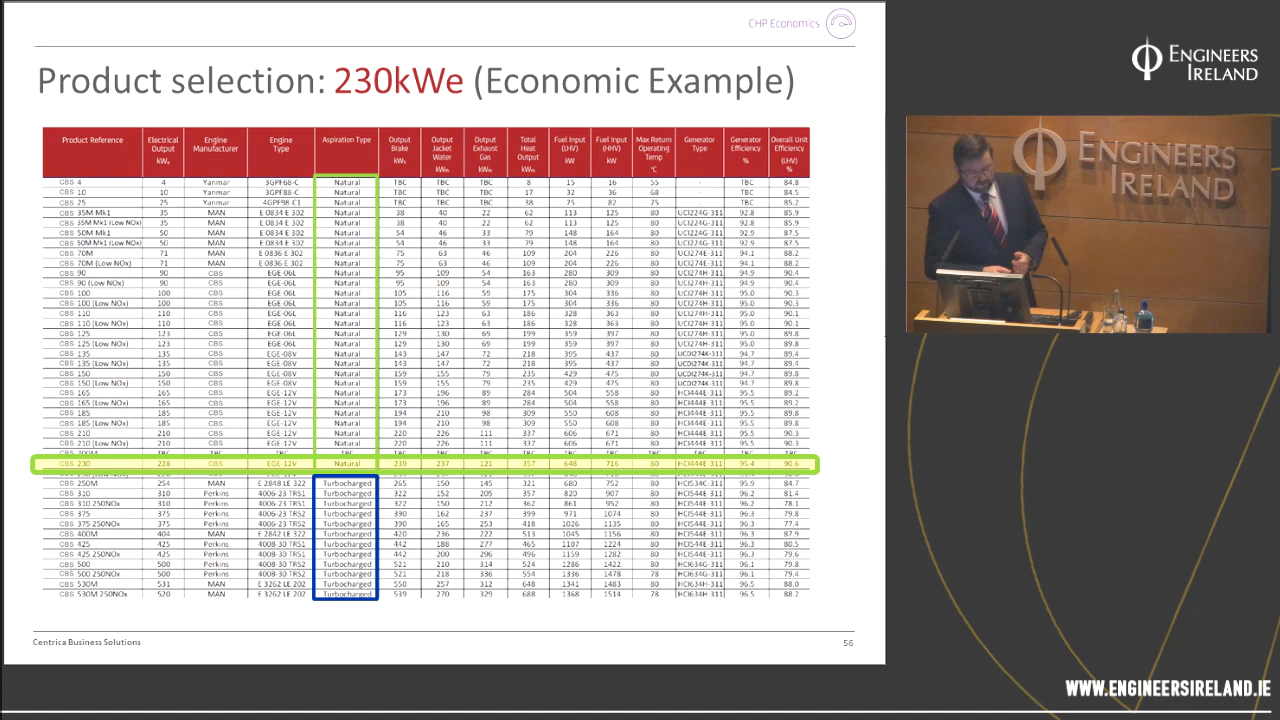 CHP Economics
Product selection: 230kWe (Economic Example)
Product Reference Electrical Output kWe Engine Manufacturer Engine Type Aspiration Type Output Brake kWb Output Jacket Water kWth Output Exhaust Gas kWth Total Heat Output kWth Fuel Input (LHV) kW Fuel Input (HHV) kW Max Return Operating Temp °C Generator Type Generator Efficiency % Overall Unit Efficiency (LHV) %
CBS 4 4 Yanmar 3GPF68-C Natural TBC TBC TBC 8 15 16 55 - TBC 84.8
CBS 10 10 Yanmar 3GPF88-C Natural TBC TBC TBC 17 32 36 68 - TBC 84.5
CBS 25 25 Yanmar 4GPF98-C1 Natural TBC TBC TBC 38 75 82 75 - TBC 85.2
CBS 35M Mk1 35 MAN E 0834 E 302 Natural 38 40 22 62 113 125 80 UCI224G-311 92.8 85.9
CBS 35M Mk1 (Low NOx) 35 MAN E 0834 E 302 Natural 38 40 22 62 113 125 80 UCI224G-311 92.8 85.9
CBS 50M Mk1 50 MAN E 0834 E 302 Natural 54 46 33 79 148 164 80 UCI224G-311 92.9 87.5
CBS 50M Mk1 (Low NOx) 50 MAN E 0834 E 302 Natural 54 46 33 79 148 164 80 UCI224G-311 92.9 87.5
CBS 70M 71 MAN E 0836 E 302 Natural 75 63 46 109 204 226 80 UCI274E-311 94.1 88.2
CBS 70M (Low NOx) 71 MAN E 0836 E 302 Natural 75 63 46 109 204 226 80 UCI274E-311 94.1 88.2
CBS 90 90 CBS EGE-06L Natural 95 109 54 163 280 309 80 UCI274H-311 94.9 90.4
CBS 90 (Low NOx) 90 CBS EGE-06L Natural 95 109 54 163 280 309 80 UCI274H-311 94.9 90.4
CBS 100 100 CBS EGE-06L Natural 105 116 59 175 304 336 80 UCI274H-311 95.0 90.3
CBS 100 (Low NOx) 100 CBS EGE-06L Natural 105 116 59 175 304 336 80 UCI274H-311 95.0 90.3
CBS 110 110 CBS EGE-06L Natural 116 123 63 186 328 363 80 UCI274H-311 95.0 90.1
CBS 110 (Low NOx) 110 CBS EGE-06L Natural 116 123 63 186 328 363 80 UCI274H-311 95.0 90.1
CBS 125 123 CBS EGE-06L Natural 129 130 69 199 359 397 80 UCI274H-311 95.0 89.8
CBS 125 (Low NOx) 123 CBS EGE-06L Natural 129 130 69 199 359 397 80 UCI274H-311 95.0 89.8
CBS 135 135 CBS EGE-08V Natural 143 147 72 218 395 437 80 UCDI274K-311 94.7 89.4
CBS 135 (Low NOx) 135 CBS EGE-08V Natural 143 147 72 218 395 437 80 UCDI274K-311 94.7 89.4
CBS 150 150 CBS EGE-08V Natural 159 155 79 235 429 475 80 UCDI274K-311 94.7 89.8
CBS 150 (Low NOx) 150 CBS EGE-08V Natural 159 155 79 235 429 475 80 UCDI274K-311 94.7 89.8
CBS 165 165 CBS EGE-12V Natural 173 196 89 284 504 558 80 HCI444E-311 95.5 89.2
CBS 165 (Low NOx) 165 CBS EGE-12V Natural 173 196 89 284 504 558 80 HCI444E-311 95.5 89.2
CBS 185 185 CBS EGE-12V Natural 194 210 98 309 550 608 80 HCI444E-311 95.5 89.8
CBS 185 (Low NOx) 185 CBS EGE-12V Natural 194 210 98 309 550 608 80 HCI444E-311 95.5 89.8
CBS 210 210 CBS EGE-12V Natural 220 226 111 337 606 671 80 HCI444E-311 95.5 90.3
CBS 210 (Low NOx) 210 CBS EGE-12V Natural 220 226 111 337 606 671 80 HCI444E-311 95.5 90.3
CBS 230 228 CBS EGE-12V Natural 239 237 121 357 648 716 80 HCI444E-311 95.4 90.6
CBS 250M 254 MAN E 2848 LE 322 Turbocharged 265 150 145 321 680 752 80 HCI534C-311 95.9 84.7
CBS 310 310 Perkins 4006-23 TRS1 Turbocharged 322 152 205 357 820 907 80 HCI544E-311 96.2 81.4
CBS 310 250NOx 310 Perkins 4006-23 TRS1 Turbocharged 322 150 212 362 861 952 80 HCI544E-311 96.2 78.1
CBS 375 375 Perkins 4006-23 TRS2 Turbocharged 390 162 237 399 971 1074 80 HCI544E-311 96.3 79.8
CBS 375 250NOx 375 Perkins 4006-23 TRS2 Turbocharged 390 165 253 418 1026 1135 80 HCI544E-311 96.3 77.4
CBS 400M 404 MAN E 2842 LE 322 Turbocharged 420 236 222 513 1045 1156 80 HCI544E-311 96.3 87.9
CBS 425 425 Perkins 4008-30 TRS1 Turbocharged 442 188 277 465 1107 1224 80 HCI544E-311 96.3 80.5
CBS 425 250NOx 425 Perkins 4008-30 TRS1 Turbocharged 442 200 296 496 1159 1282 80 HCI544E-311 96.3 79.6
CBS 500 500 Perkins 4008-30 TRS2 Turbocharged 521 210 314 524 1286 1422 80 HCI634G-311 96.1 79.8
CBS 500 250NOx 500 Perkins 4008-30 TRS2 Turbocharged 521 218 336 554 1336 1478 78 HCI634G-311 96.1 79.4
CBS 530M 531 MAN E 3262 LE 202 Turbocharged 550 257 312 648 1341 1483 80 HCI634H-311 96.5 88.0
CBS 530M 250NOx 520 MAN E 3262 LE 202 Turbocharged 539 270 329 688 1368 1514 78 HCI634H-311 96.5 88.2
Centrica Business Solutions
56
ENGINEERS
IRELAND
ENGINEERS
IRELAND
WWW.ENGINEERSIRELAND.IE